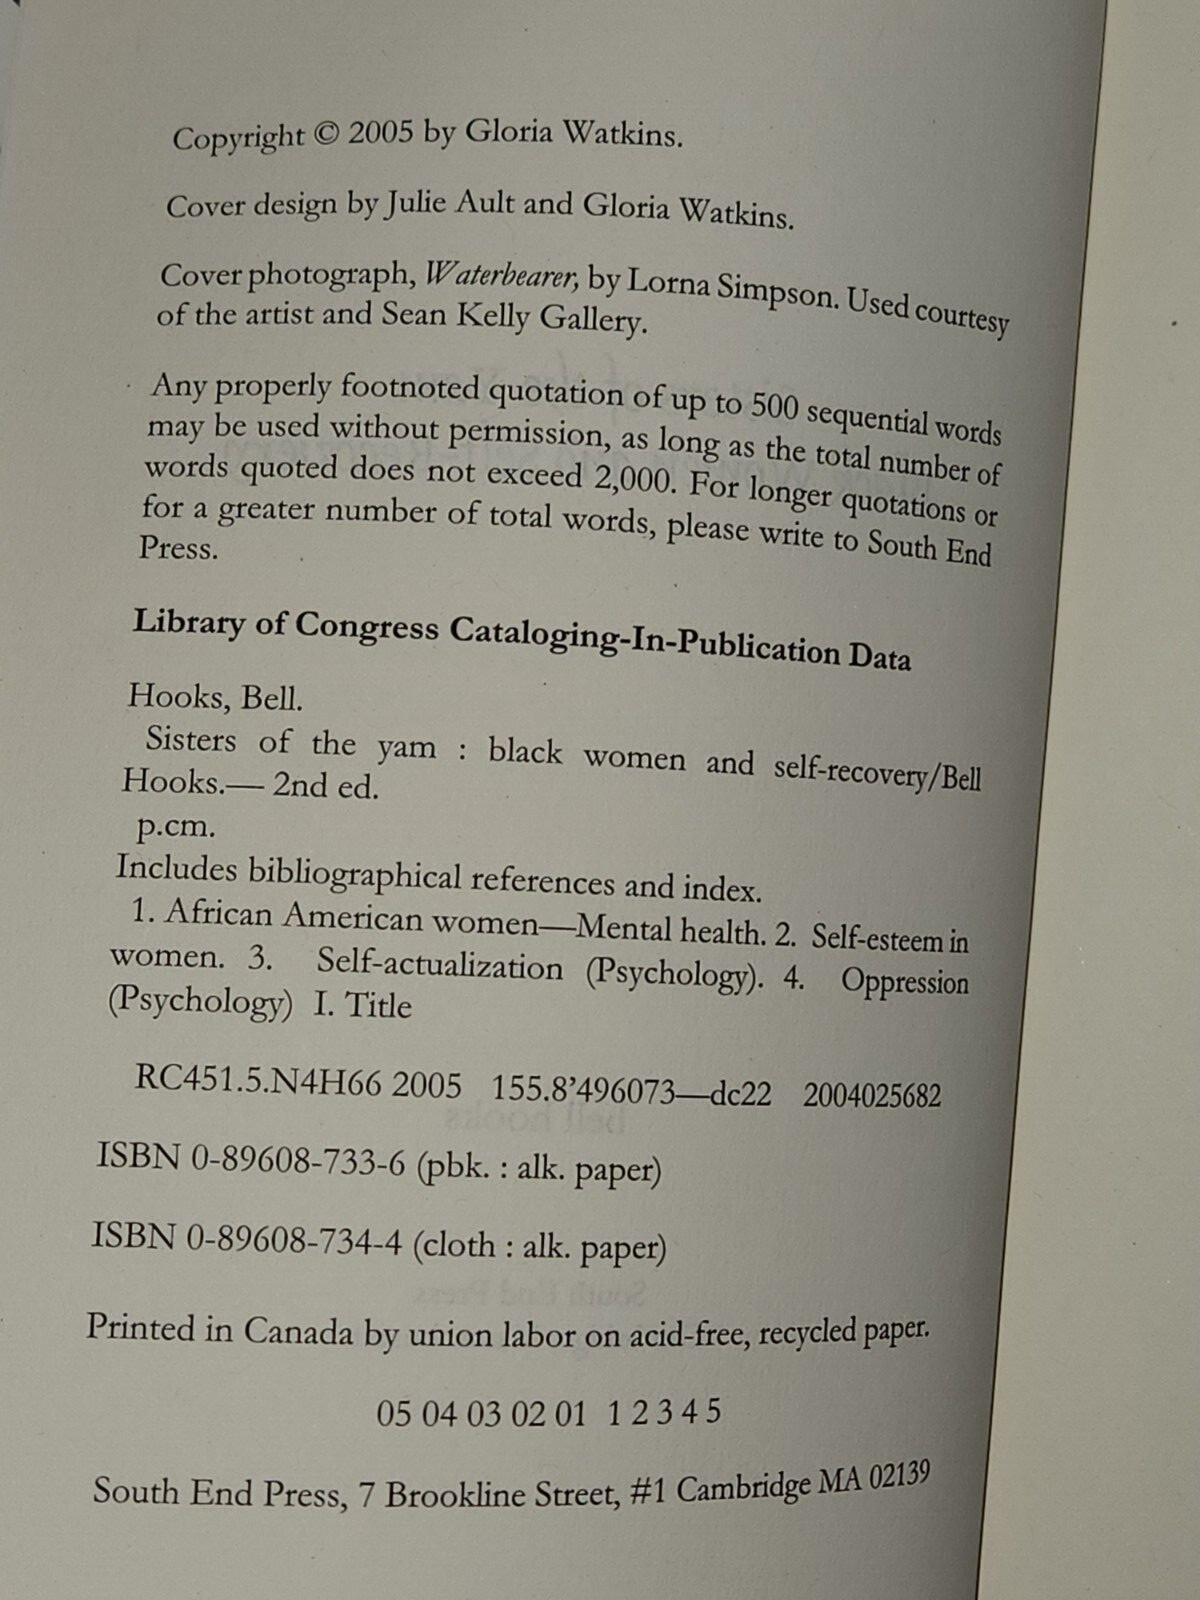 Copyright © 2005 by Gloria Watkins.
Cover design by Julie Ault and Gloria Watkins.
Cover photograph, Waterbearer, by Lorna Simpson. Used courtesy
of the artist and Sean Kelly Gallery.
Any properly footnoted quotation of up to 500 sequential words
may be used without permission, as long as the total number of
words quoted does not exceed 2,000. For longer quotations or
for a greater number of total words, please write to South End
Press.
Library of Congress Cataloging-In-Publication Data
Hooks, Bell.
Sisters of the yam : black women and self-recovery/Bell
Hooks.— 2nd ed.
p.cm.
Includes bibliographical references and index.
1. African American women—Mental health. 2. Self-esteem in
women. 3. Self-actualization (Psychology). 4. Oppression
(Psychology) I. Title
RC451.5.N4H66 2005 155.8’496073—dc22 2004025682
ISBN 0-89608-733-6 (pbk. : alk. paper)
ISBN 0-89608-734-4 (cloth : alk. paper)
Printed in Canada by union labor on acid-free, recycled paper.
05 04 03 02 01 1 2 3 4 5
South End Press, 7 Brookline Street, #1 Cambridge MA 02139